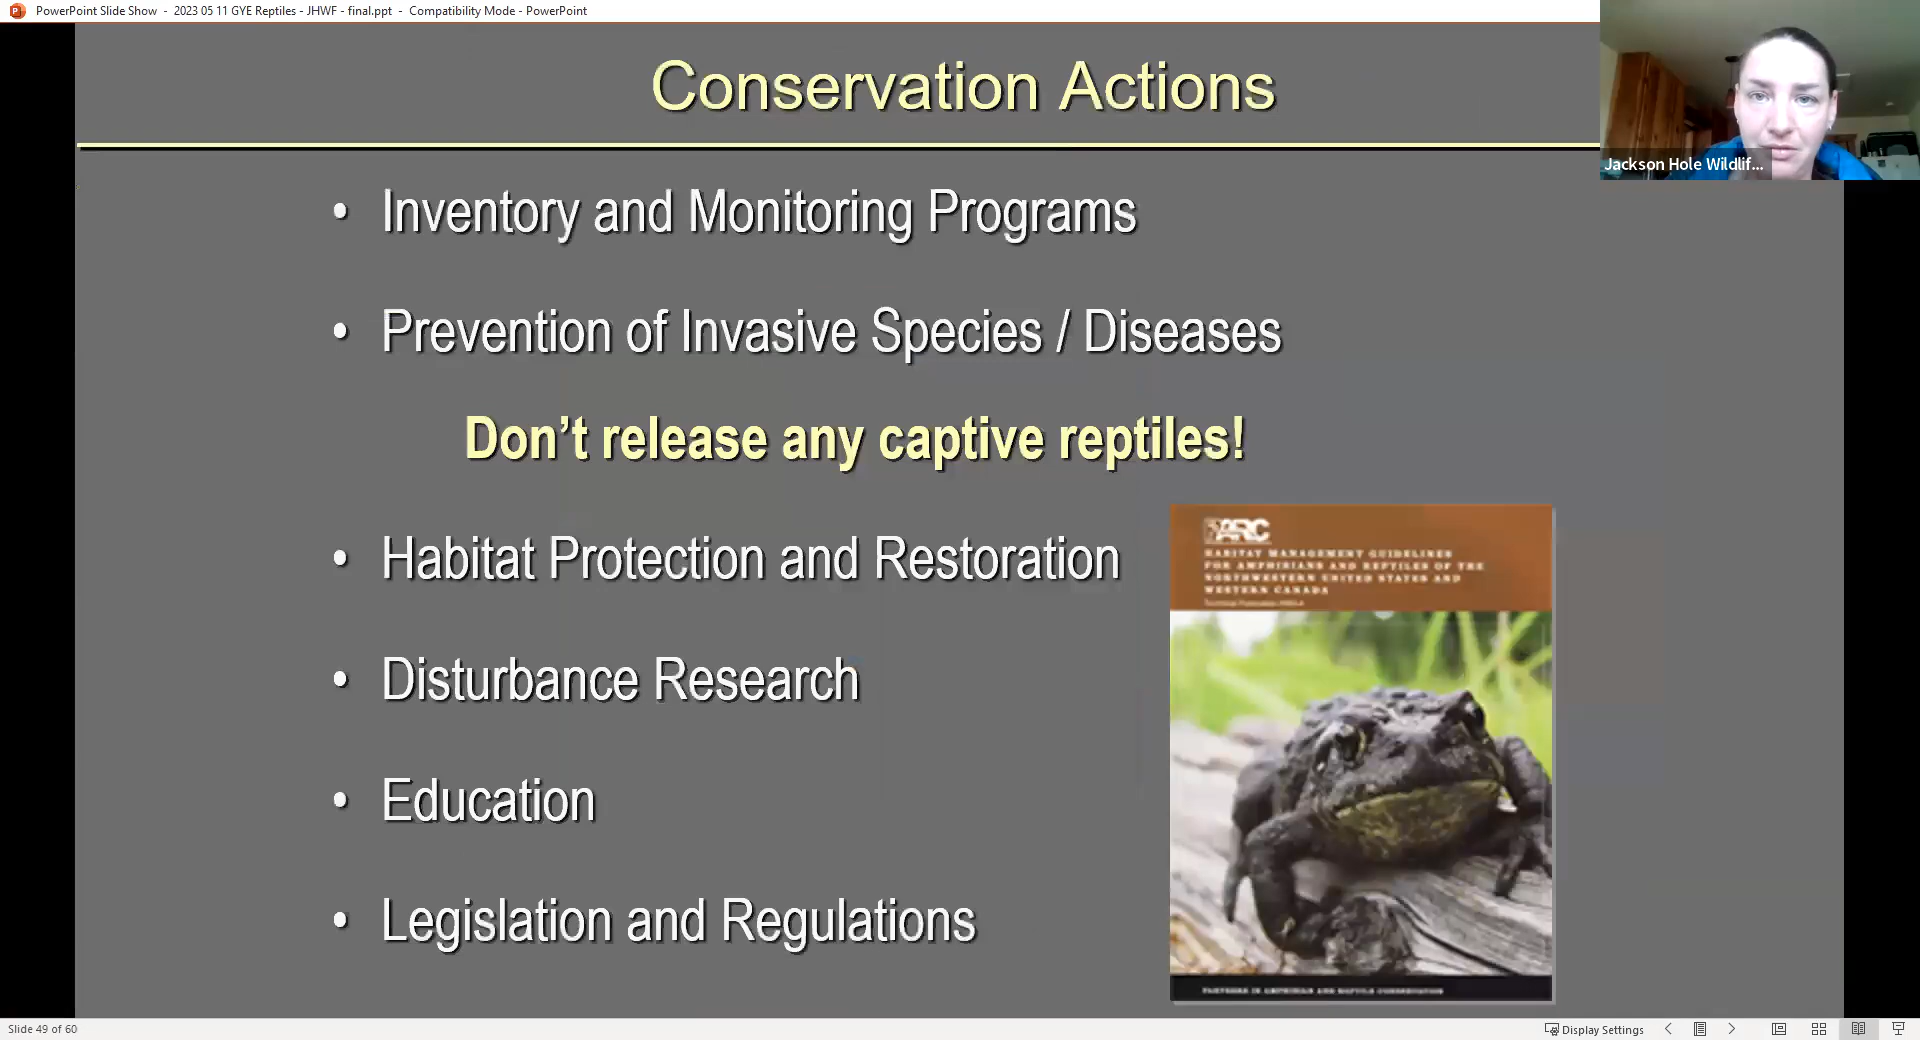 PowerPoint Slide Show - 2023 05 11 GYE Reptiles - JHWF - final.ppt - Compatibility Mode - PowerPoint
Conservation Actions
Jackson Hole Wildlif...
• Inventory and Monitoring Programs
• Prevention of Invasive Species / Diseases
Don't release any captive reptiles!
• Habitat Protection and Restoration
PARC
HABITAT MANAGEMENT GUIDELINES
FOR AMPHIBIANS AND REPTILES OF THE
NORTHWESTERN UNITED STATES AND
WESTERN CANADA
• Disturbance Research
• Education
• Legislation and Regulations
PARTNERS IN AMPHIBIAN AND REPTILE CONSERVATION
Slide 49 of 60
Display Settings